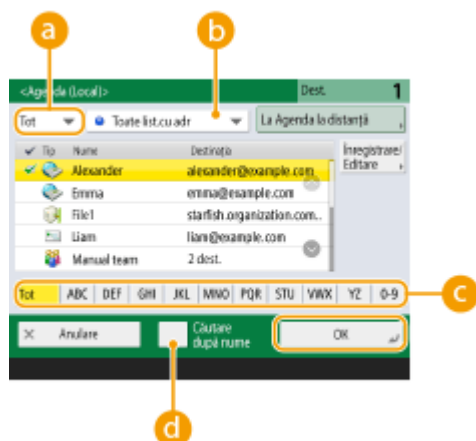 a
b
<Agenda (Local)>
Dest. 1
Tot
Toate list.cu adr
La Agenda la distanță
Tip Nume Destinația
Înregistrare/
Editare
Alexander alexander@example.com
Emma emma@example.com
File1 starfish.organization.com..
Liam liam@example.com
Manual team 2 dest.
Tot ABC DEF GHI JKL MNO PQR STU VWX YZ 0-9
c
Anulare
Căutare
după nume
OK
d